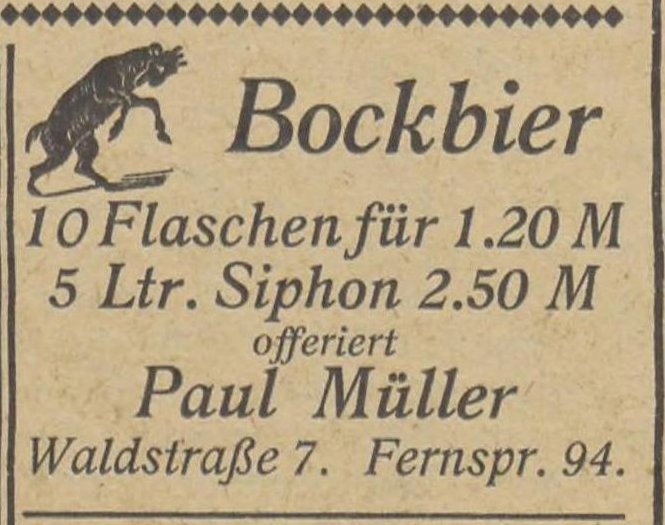 Bockbier
10 Flaschen für 1.20 M
5 Ltr. Siphon 2.50 M
offeriert
Paul Müller
Waldstraße 7. Fernspr. 94.